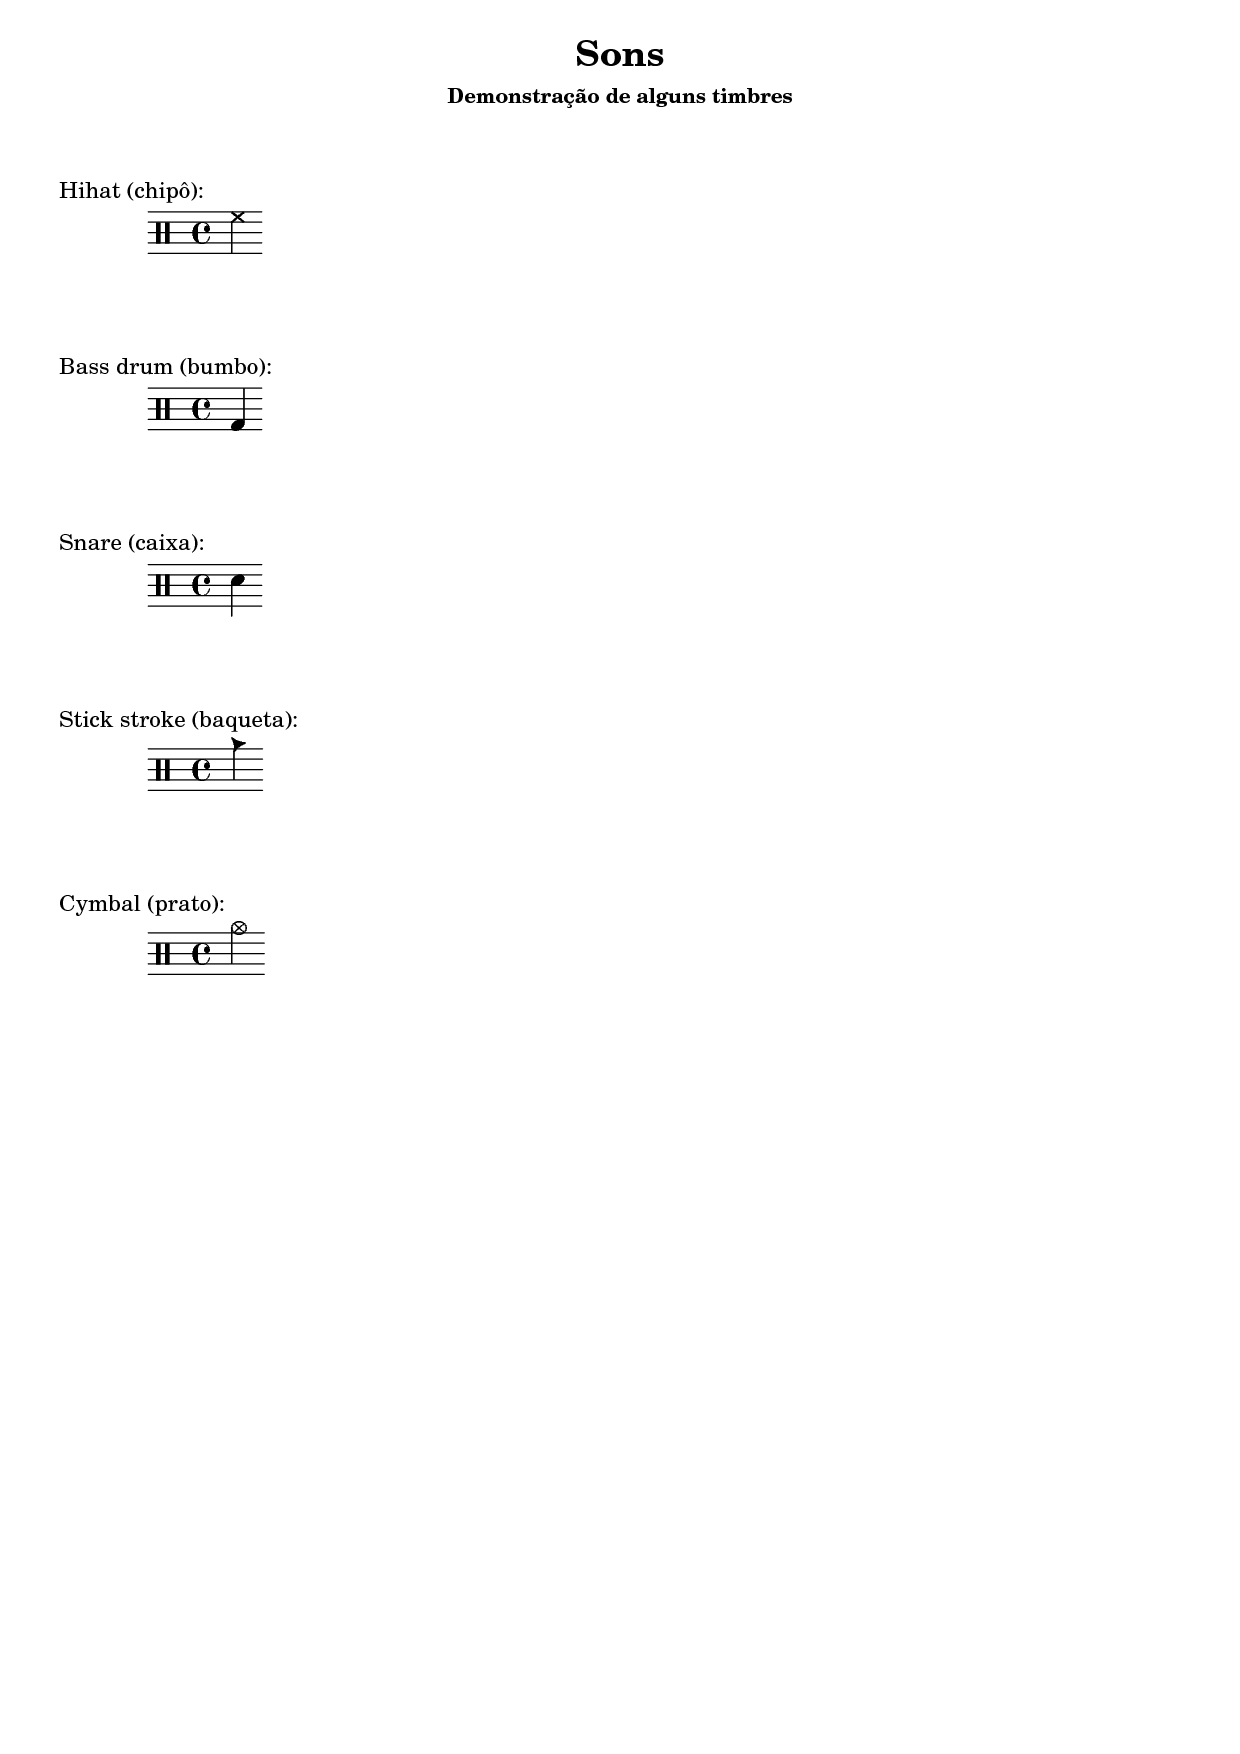 Sons
Demonstração de alguns timbres
Hihat (chipô):
Bass drum (bumbo):
Snare (caixa):
Stick stroke (baqueta):
Cymbal (prato):